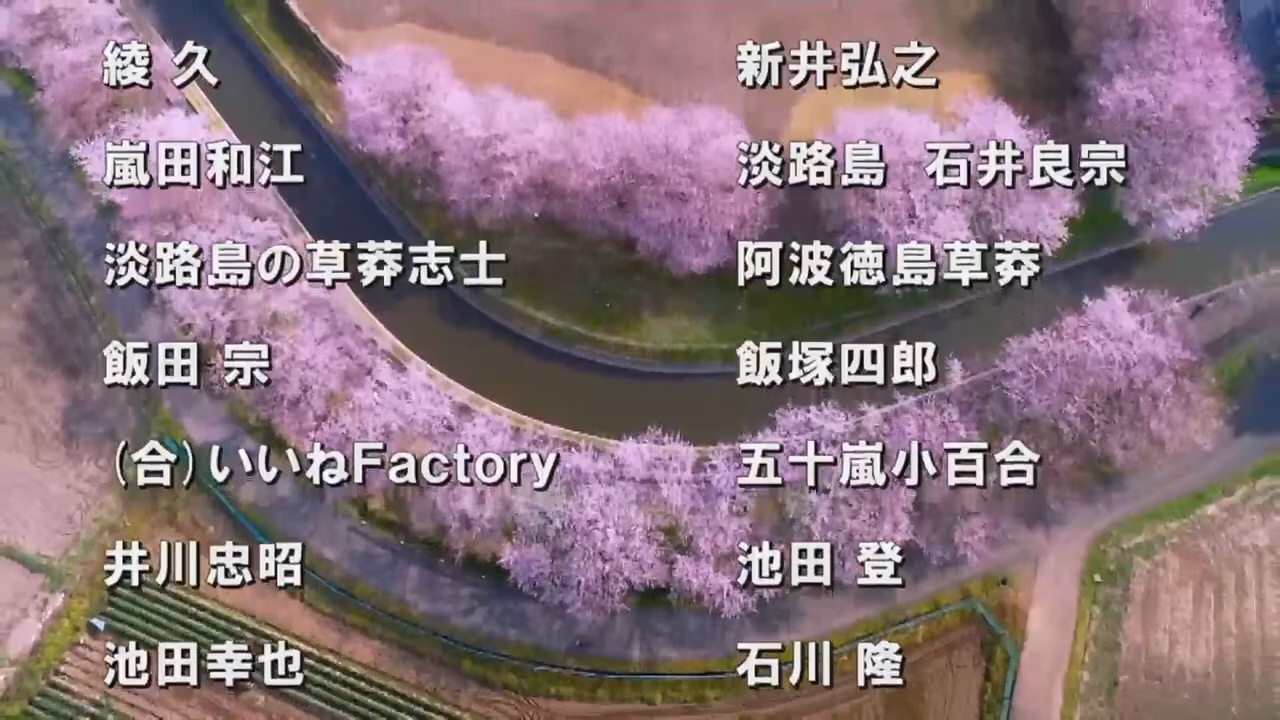 綾 久 新井弘之
嵐田和江 淡路島 石井良宗
淡路島の草莽志士 阿波徳島草莽
飯田 宗 飯塚四郎
(合)いいねFactory 五十嵐小百合
井川忠昭 池田 登
池田幸也 石川 隆